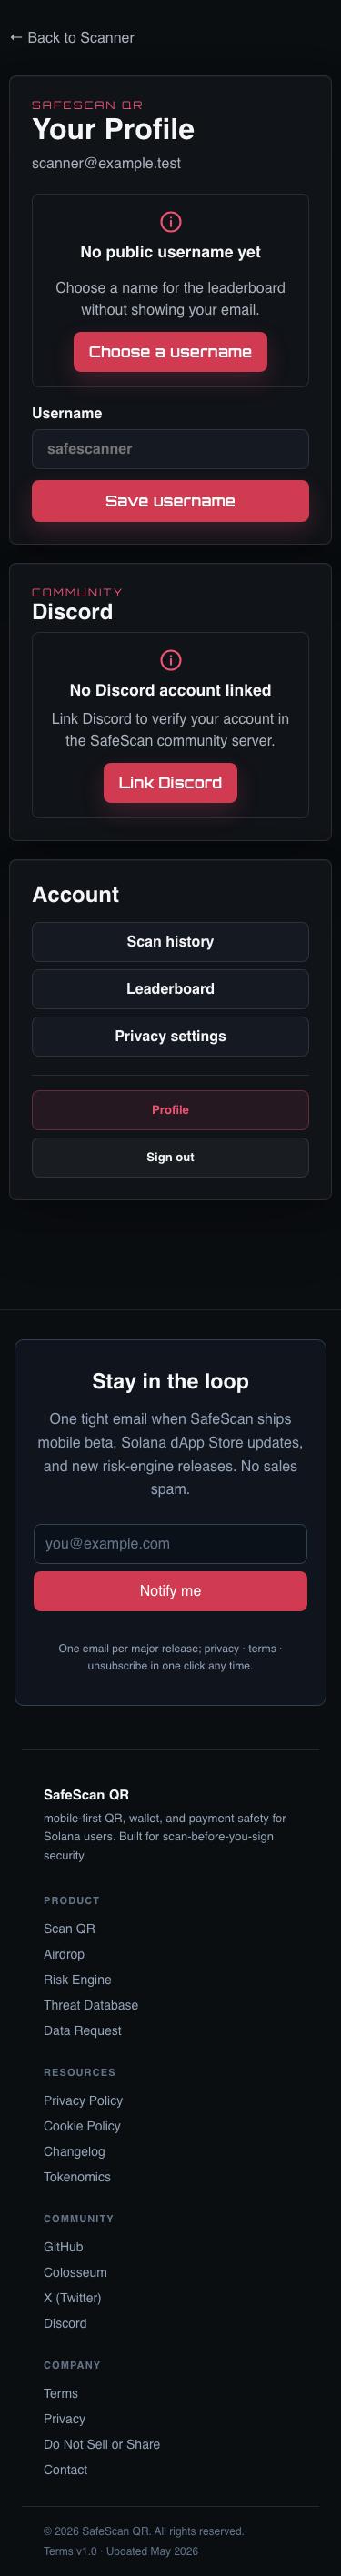 ← Back to Scanner
SAFESCAN QR
Your Profile
scanner@example.test
No public username yet
Choose a name for the leaderboard
without showing your email.
Choose a username
Username
safescanner
Save username
COMMUNITY
Discord
No Discord account linked
Link Discord to verify your account in
the SafeScan community server.
Link Discord
Account
Scan history
Leaderboard
Privacy settings
Profile
Sign out
Stay in the loop
One tight email when SafeScan ships
mobile beta, Solana dApp Store updates,
and new risk-engine releases. No sales
spam.
you@example.com
Notify me
One email per major release; privacy · terms ·
unsubscribe in one click any time.
SafeScan QR
mobile-first QR, wallet, and payment safety for
Solana users. Built for scan-before-you-sign
security.
PRODUCT
Scan QR
Airdrop
Risk Engine
Threat Database
Data Request
RESOURCES
Privacy Policy
Cookie Policy
Changelog
Tokenomics
COMMUNITY
GitHub
Colosseum
X (Twitter)
Discord
COMPANY
Terms
Privacy
Do Not Sell or Share
Contact
© 2026 SafeScan QR. All rights reserved.
Terms v1.0 · Updated May 2026